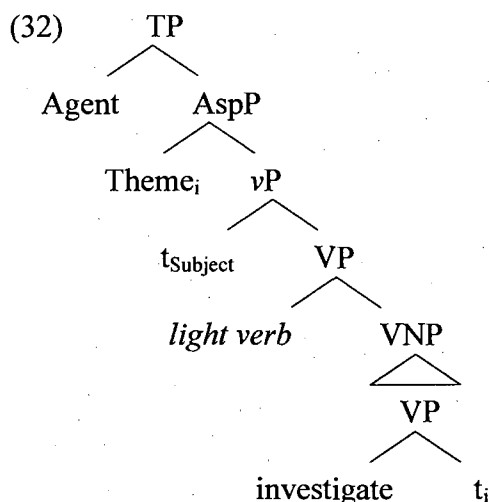 (32) TP
Agent AspP
Themeᵢ vP
t_Subject VP
light verb VNP
VP
investigate tᵢ